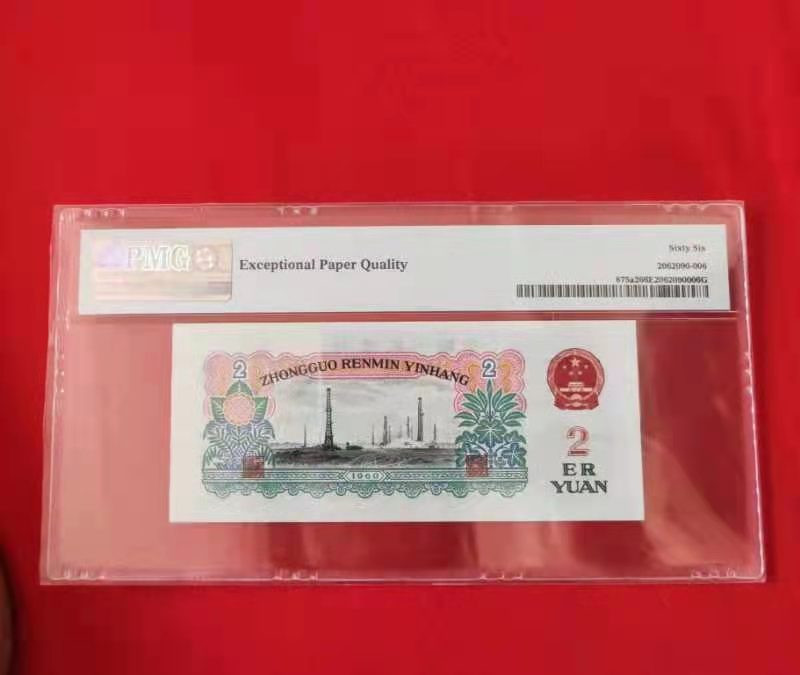 PMG
Exceptional Paper Quality
Sixty Six
2062090-006
2
ZHONGGUO RENMIN YINHANG
2
1960
2
ER
YUAN